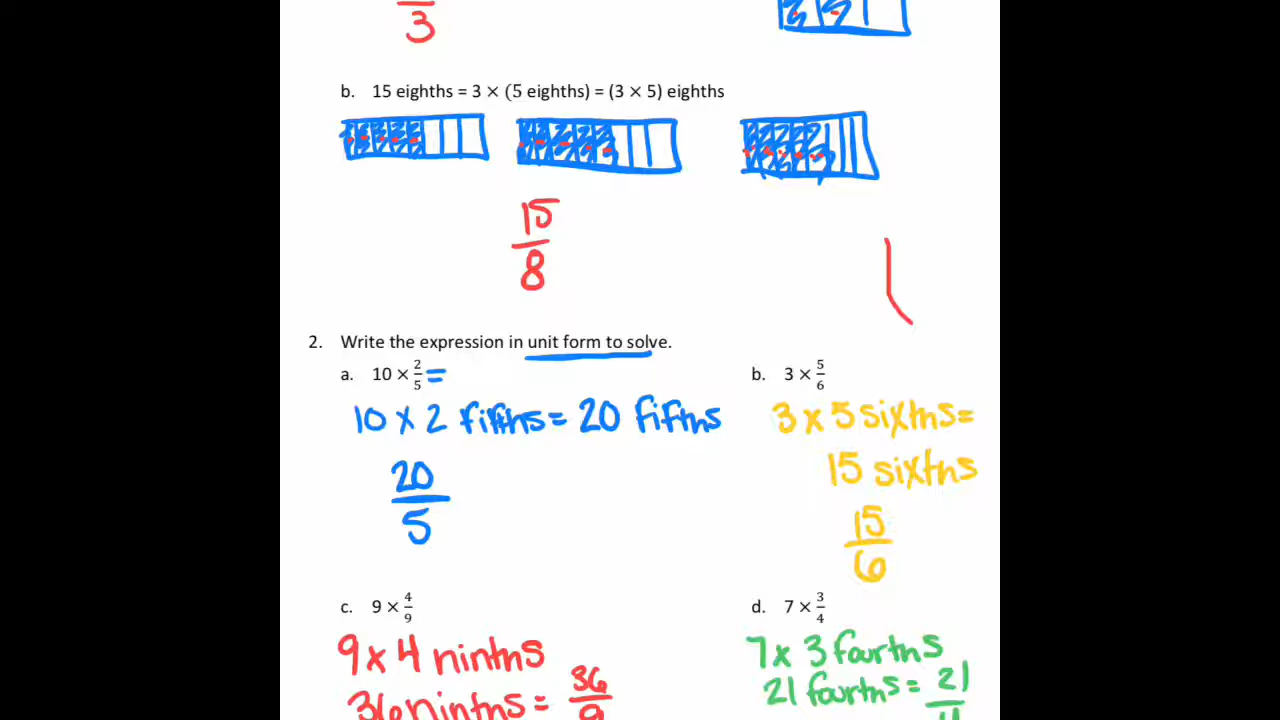 3
b. 15 eighths = 3 × (5 eighths) = (3 × 5) eighths
15
8
2. Write the expression in unit form to solve.
a. 10 × 2/5 =
b. 3 × 5/6
10 x 2 fifths = 20 fifths
20
5
3 x 5 sixths =
15 sixths
15
6
c. 9 × 4/9
d. 7 × 3/4
9 x 4 ninths
36 ninths = 36/9
7 x 3 fourths
21 fourths = 21/4